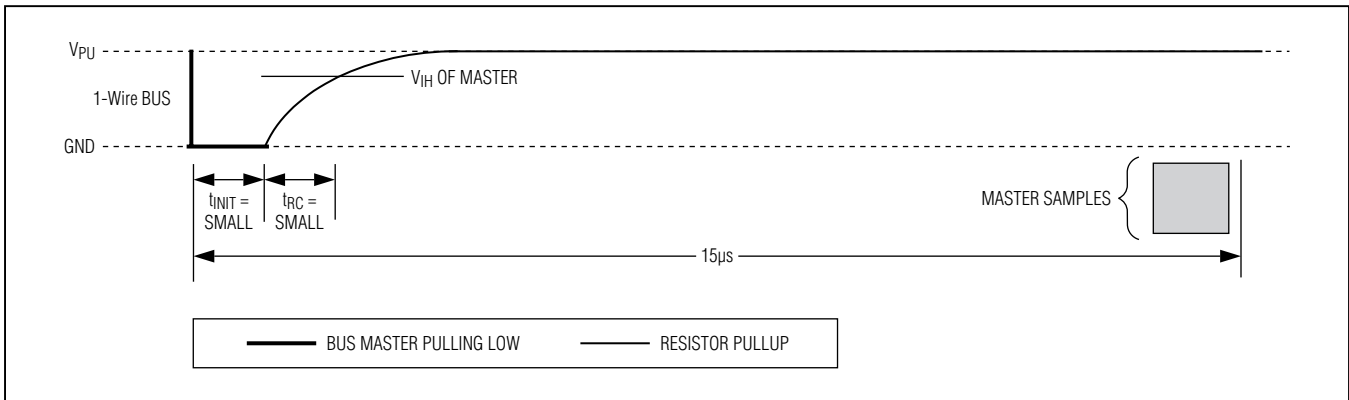 VPU
VIH OF MASTER
1-Wire BUS
GND
tINIT =
SMALL
tRC =
SMALL
MASTER SAMPLES
15µs
BUS MASTER PULLING LOW
RESISTOR PULLUP